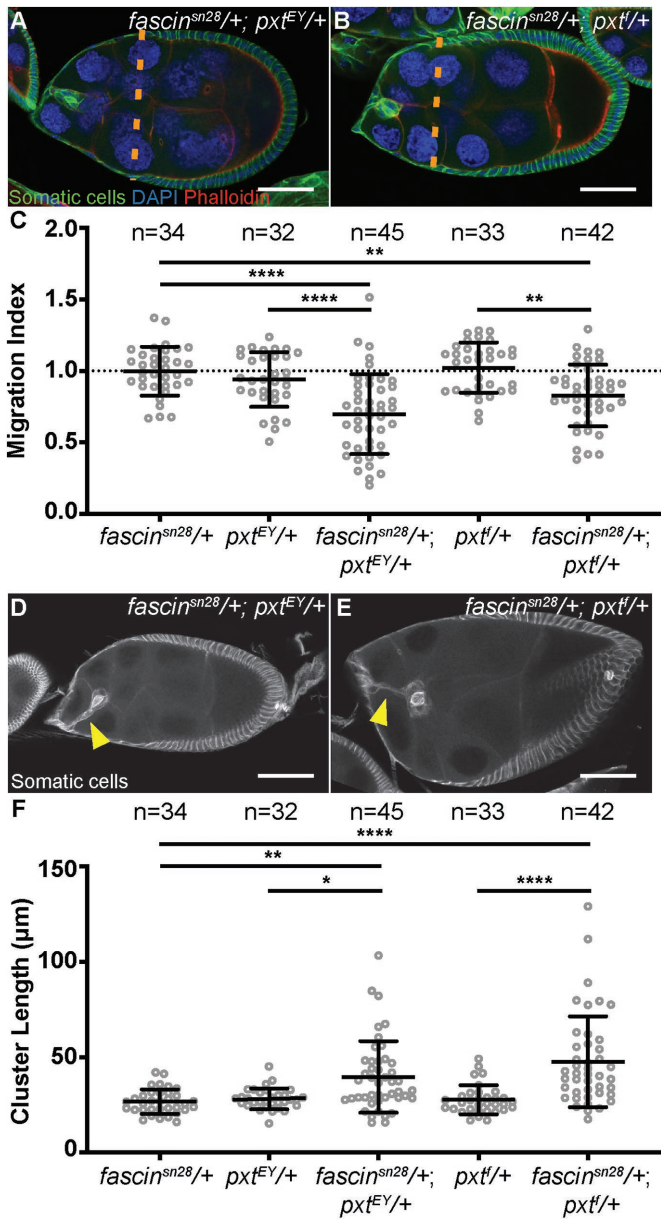 A fascin^sn28/+; pxt^EY/+
B fascin^sn28/+; pxt^f/+
Somatic cells DAPI Phalloidin
C n=34 n=32 n=45 n=33 n=42
**
****
**** **
2.0
1.5
1.0
0.5
0.0
Migration Index
fascin^sn28/+ pxt^EY/+ fascin^sn28/+; pxt^f/+ fascin^sn28/+;
pxt^EY/+ pxt^f/+
D fascin^sn28/+; pxt^EY/+
E fascin^sn28/+; pxt^f/+
Somatic cells
F n=34 n=32 n=45 n=33 n=42
****
**
* ****
150
100
50
0
Cluster Length (µm)
fascin^sn28/+ pxt^EY/+ fascin^sn28/+; pxt^f/+ fascin^sn28/+;
pxt^EY/+ pxt^f/+